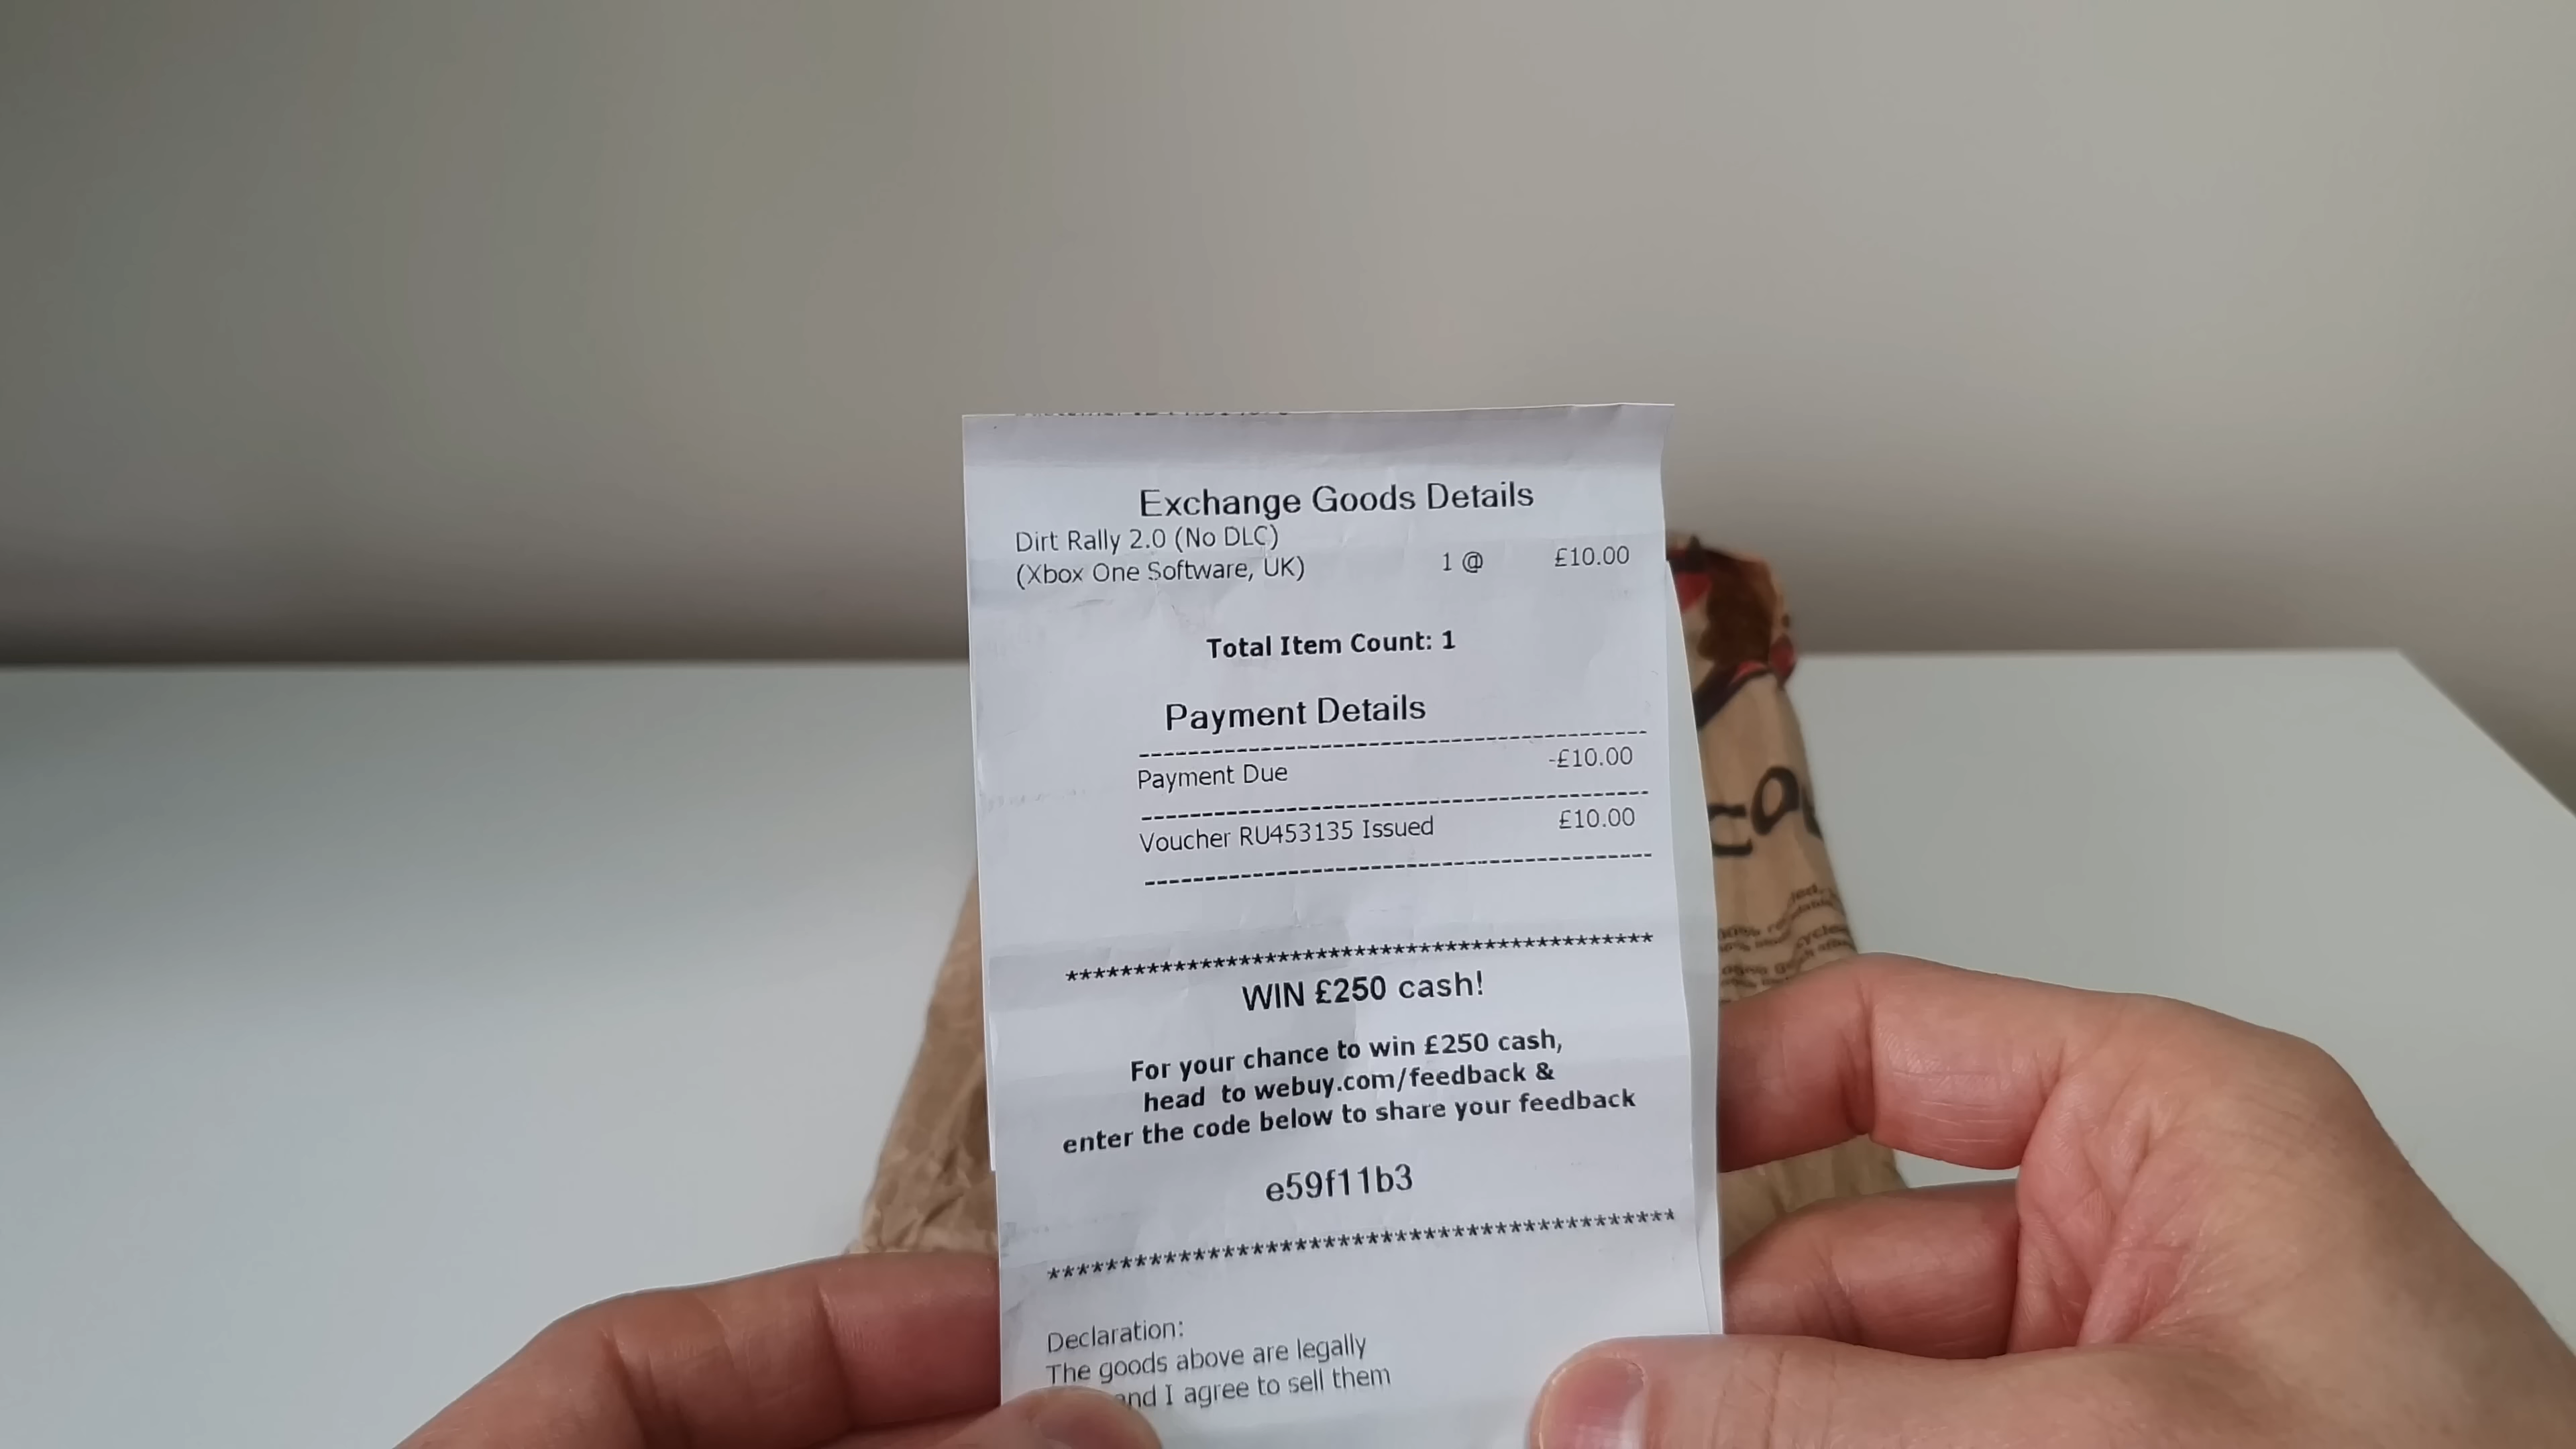 Exchange Goods Details
Dirt Rally 2.0 (No DLC)
(Xbox One Software, UK) 1 @ £10.00
Total Item Count: 1
Payment Details
Payment Due -£10.00
Voucher RU453135 Issued £10.00
*******************************************
WIN £250 cash!
For your chance to win £250 cash,
head to webuy.com/feedback &
enter the code below to share your feedback
e59f11b3
*******************************************
Declaration:
The goods above are legally
and I agree to sell them